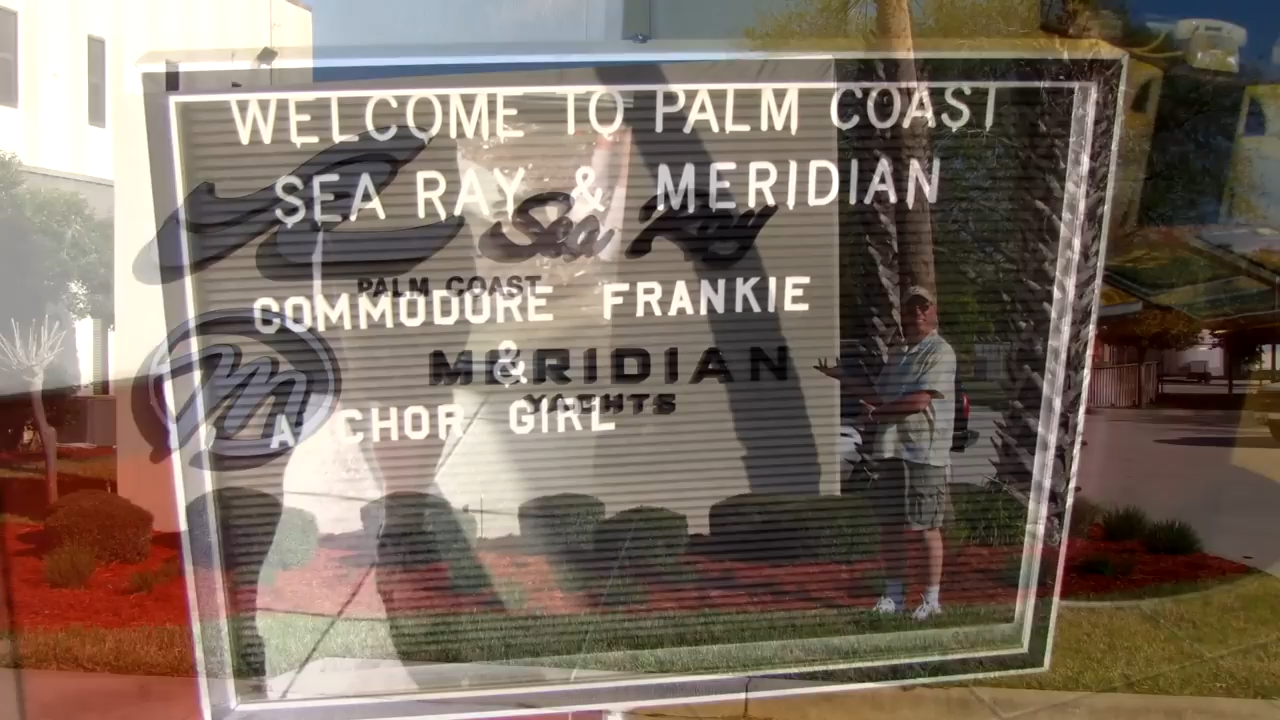 WELCOME TO PALM COAST
SEA RAY & MERIDIAN
Sea Ray
PALM COAST
COMMODORE FRANKIE
&
MERIDIAN
YACHTS
A CHOR GIRL